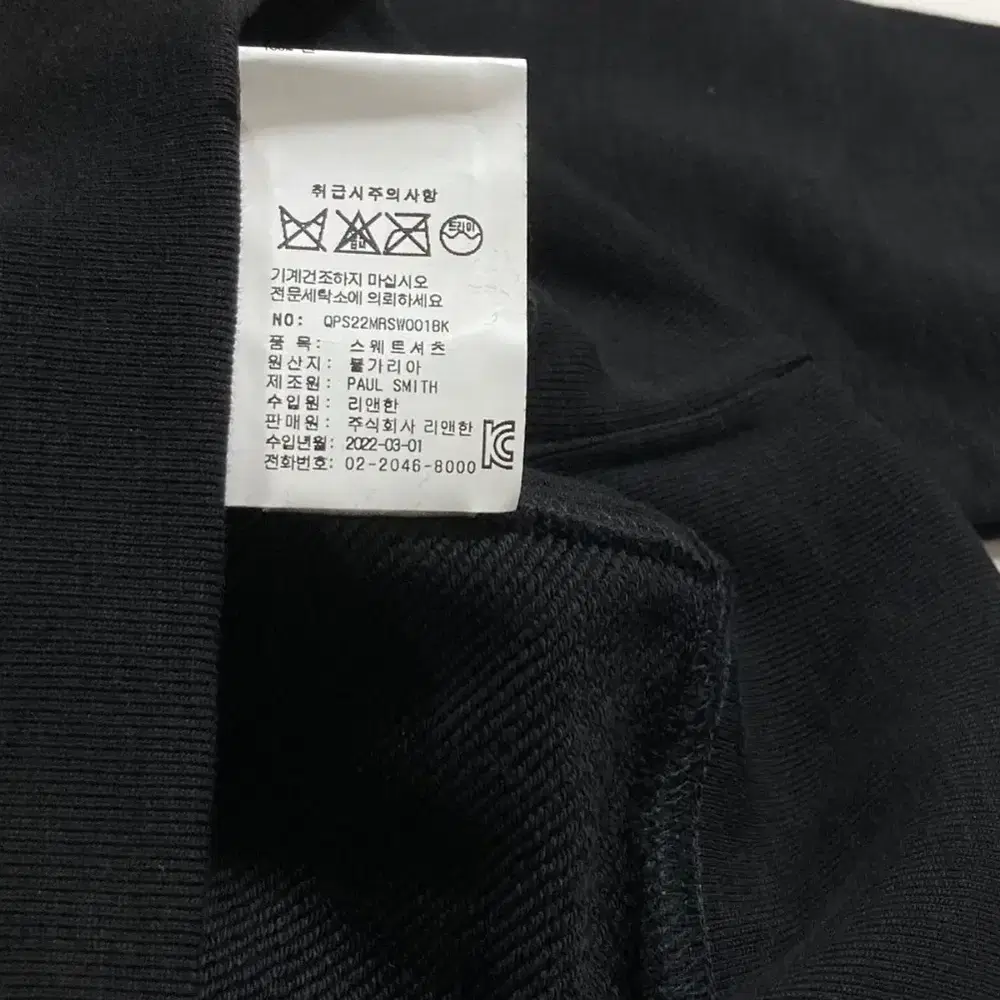 취급시주의사항
드라이
기계건조하지 마십시오
전문세탁소에 의뢰하세요
NO: QPS22MRSW001BK
품 목: 스웨트셔츠
원산지: 불가리아
제조원: PAUL SMITH
수입원: 리앤한
판매원: 주식회사 리앤한
수입년월: 2022-03-01
전화번호: 02-2046-8000